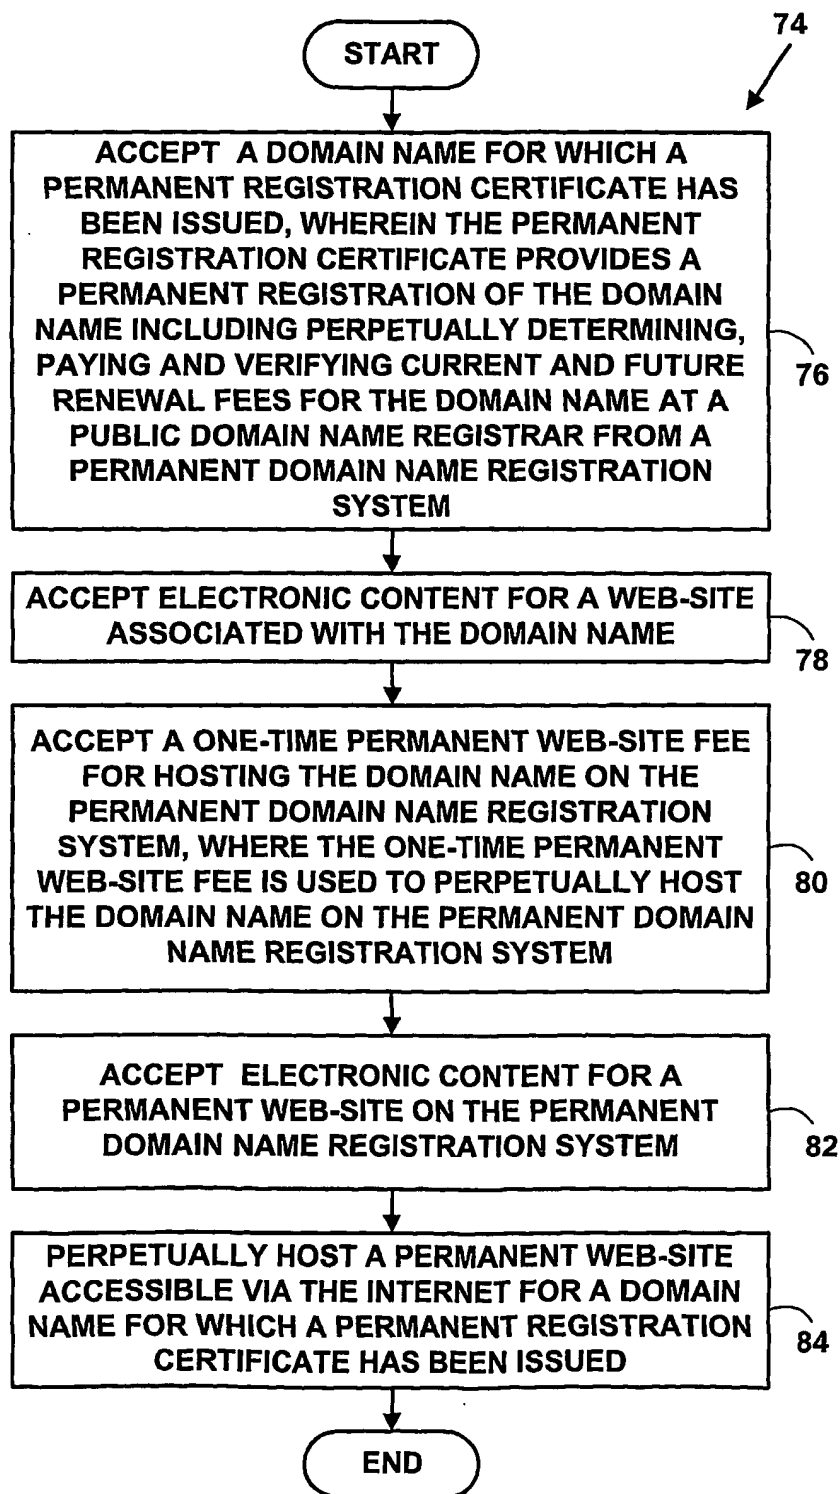 74
START
ACCEPT A DOMAIN NAME FOR WHICH A
PERMANENT REGISTRATION CERTIFICATE HAS
BEEN ISSUED, WHEREIN THE PERMANENT
REGISTRATION CERTIFICATE PROVIDES A
PERMANENT REGISTRATION OF THE DOMAIN
NAME INCLUDING PERPETUALLY DETERMINING,
PAYING AND VERIFYING CURRENT AND FUTURE
RENEWAL FEES FOR THE DOMAIN NAME AT A
PUBLIC DOMAIN NAME REGISTRAR FROM A
PERMANENT DOMAIN NAME REGISTRATION
SYSTEM
76
ACCEPT ELECTRONIC CONTENT FOR A WEB-SITE
ASSOCIATED WITH THE DOMAIN NAME
78
ACCEPT A ONE-TIME PERMANENT WEB-SITE FEE
FOR HOSTING THE DOMAIN NAME ON THE
PERMANENT DOMAIN NAME REGISTRATION
SYSTEM, WHERE THE ONE-TIME PERMANENT
WEB-SITE FEE IS USED TO PERPETUALLY HOST
THE DOMAIN NAME ON THE PERMANENT DOMAIN
NAME REGISTRATION SYSTEM
80
ACCEPT ELECTRONIC CONTENT FOR A
PERMANENT WEB-SITE ON THE PERMANENT
DOMAIN NAME REGISTRATION SYSTEM
82
PERPETUALLY HOST A PERMANENT WEB-SITE
ACCESSIBLE VIA THE INTERNET FOR A DOMAIN
NAME FOR WHICH A PERMANENT REGISTRATION
CERTIFICATE HAS BEEN ISSUED
84
END